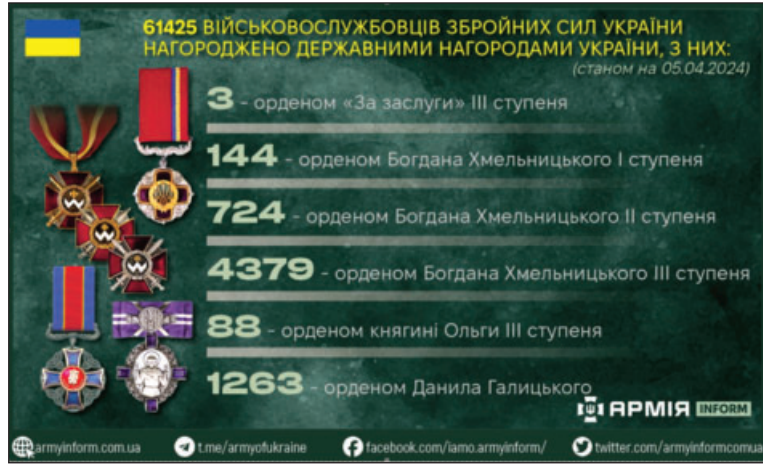 61425 ВІЙСЬКОВОСЛУЖБОВЦІВ ЗБРОЙНИХ СИЛ УКРАЇНИ
НАГОРОДЖЕНО ДЕРЖАВНИМИ НАГОРОДАМИ УКРАЇНИ, З НИХ:
(станом на 05.04.2024)
3 - орденом «За заслуги» III ступеня
144 - орденом Богдана Хмельницького I ступеня
724 - орденом Богдана Хмельницького II ступеня
4379 - орденом Богдана Хмельницького III ступеня
88 - орденом княгині Ольги III ступеня
1263 - орденом Данила Галицького
АРМІЯ INFORM
armyinform.com.ua t.me/armyofukraine facebook.com/iamo.armyinform/ twitter.com/armyinformcomua